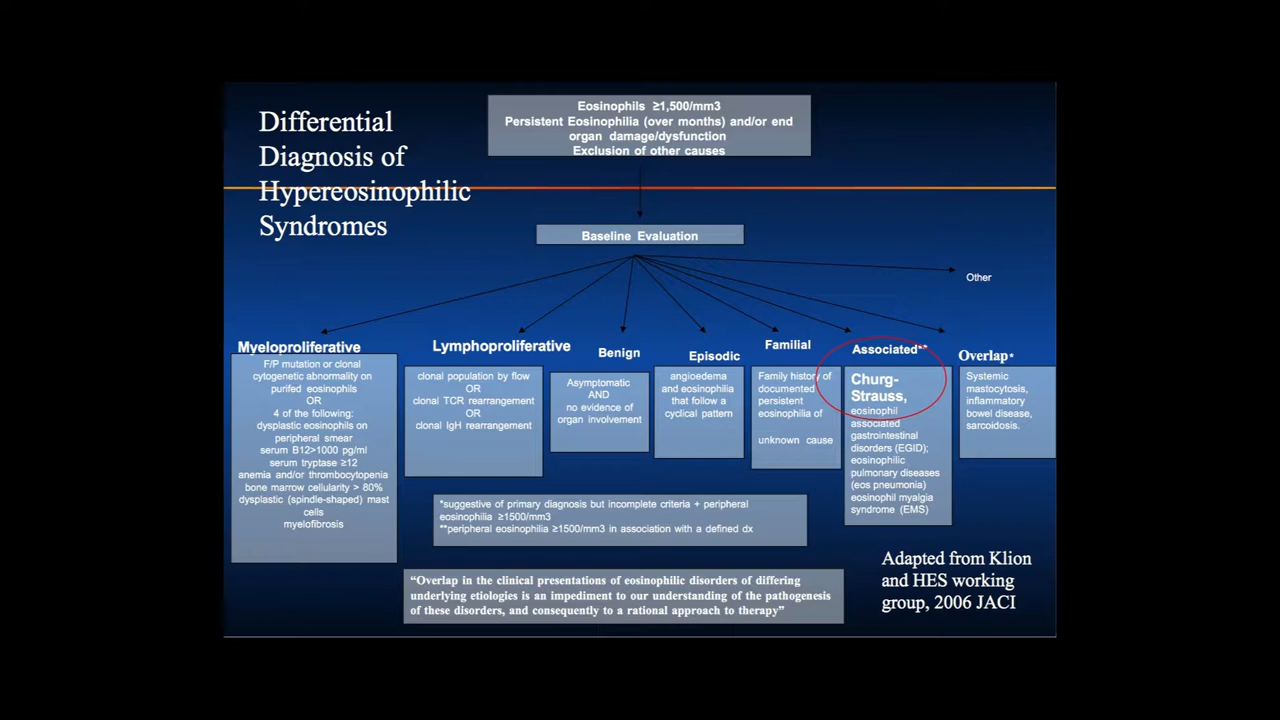 Differential
Diagnosis of
Hypereosinophilic
Syndromes
Eosinophils ≥1,500/mm3
Persistent Eosinophilia (over months) and/or end
organ damage/dysfunction
Exclusion of other causes
Baseline Evaluation
Other
Myeloproliferative
F/P mutation or clonal
cytogenetic abnormality on
purifed eosinophils
OR
4 of the following:
dysplastic eosinophils on
peripheral smear
serum B12>1000 pg/ml
serum tryptase ≥12
anemia and/or thrombocytopenia
bone marrow cellularity > 80%
dysplastic (spindle-shaped) mast
cells
myelofibrosis
Lymphoproliferative
clonal population by flow
OR
clonal TCR rearrangement
OR
clonal IgH rearrangement
Benign
Asymptomatic
AND
no evidence of
organ involvement
Episodic
angioedema
and eosinophilia
that follow a
cyclical pattern
Familial
Family history of
documented
persistent
eosinophilia of
unknown cause
Associated**
Churg-
Strauss,
eosinophil
associated
gastrointestinal
disorders (EGID);
eosinophilic
pulmonary diseases
(eos pneumonia)
eosinophil myalgia
syndrome (EMS)
Overlap*
Systemic
mastocytosis,
inflammatory
bowel disease,
sarcoidosis.
*suggestive of primary diagnosis but incomplete criteria + peripheral
eosinophilia ≥1500/mm3
**peripheral eosinophilia ≥1500/mm3 in association with a defined dx
“Overlap in the clinical presentations of eosinophilic disorders of differing
underlying etiologies is an impediment to our understanding of the pathogenesis
of these disorders, and consequently to a rational approach to therapy”
Adapted from Klion
and HES working
group, 2006 JACI